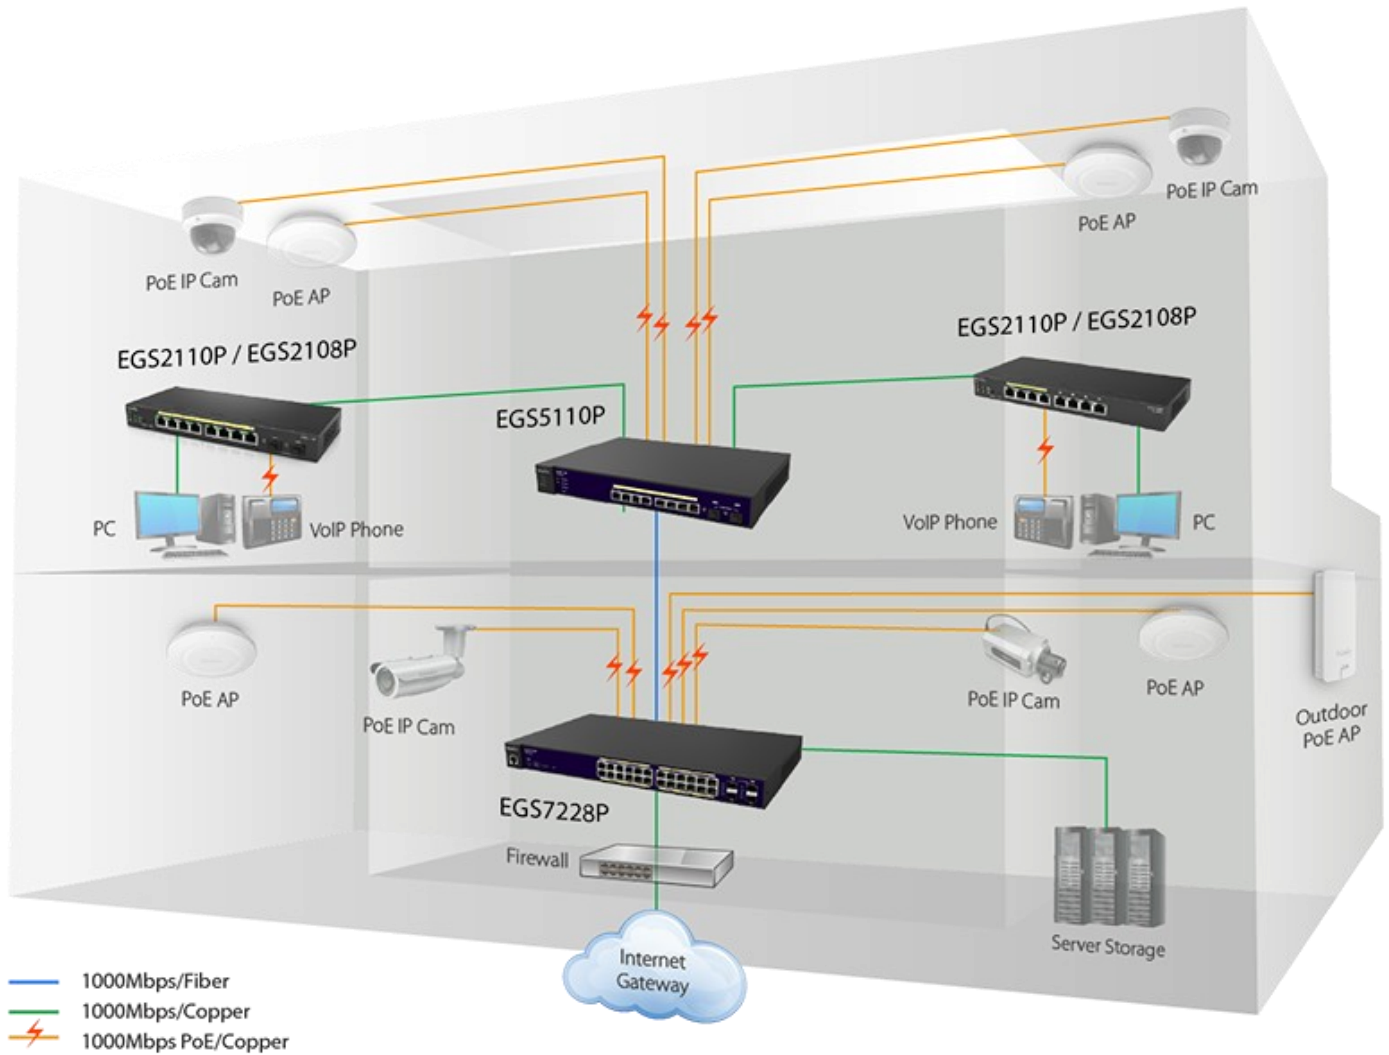 PoE IP Cam
PoE AP
PoE IP Cam
PoE AP
EGS2110P / EGS2108P
EGS2110P / EGS2108P
EGS5110P
PC
VoIP Phone
VoIP Phone
PC
PoE AP
PoE IP Cam
PoE IP Cam
PoE AP
Outdoor
PoE AP
EGS7228P
Firewall
Server Storage
Internet
Gateway
1000Mbps/Fiber
1000Mbps/Copper
1000Mbps PoE/Copper